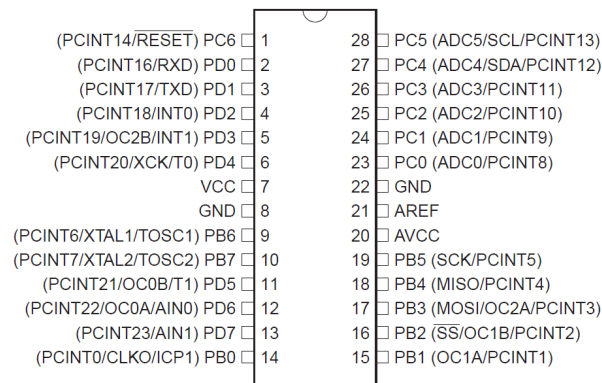 (PCINT14/RESET) PC6 1 28 PC5 (ADC5/SCL/PCINT13)
(PCINT16/RXD) PD0 2 27 PC4 (ADC4/SDA/PCINT12)
(PCINT17/TXD) PD1 3 26 PC3 (ADC3/PCINT11)
(PCINT18/INT0) PD2 4 25 PC2 (ADC2/PCINT10)
(PCINT19/OC2B/INT1) PD3 5 24 PC1 (ADC1/PCINT9)
(PCINT20/XCK/T0) PD4 6 23 PC0 (ADC0/PCINT8)
VCC 7 22 GND
GND 8 21 AREF
(PCINT6/XTAL1/TOSC1) PB6 9 20 AVCC
(PCINT7/XTAL2/TOSC2) PB7 10 19 PB5 (SCK/PCINT5)
(PCINT21/OC0B/T1) PD5 11 18 PB4 (MISO/PCINT4)
(PCINT22/OC0A/AIN0) PD6 12 17 PB3 (MOSI/OC2A/PCINT3)
(PCINT23/AIN1) PD7 13 16 PB2 (SS/OC1B/PCINT2)
(PCINT0/CLKO/ICP1) PB0 14 15 PB1 (OC1A/PCINT1)